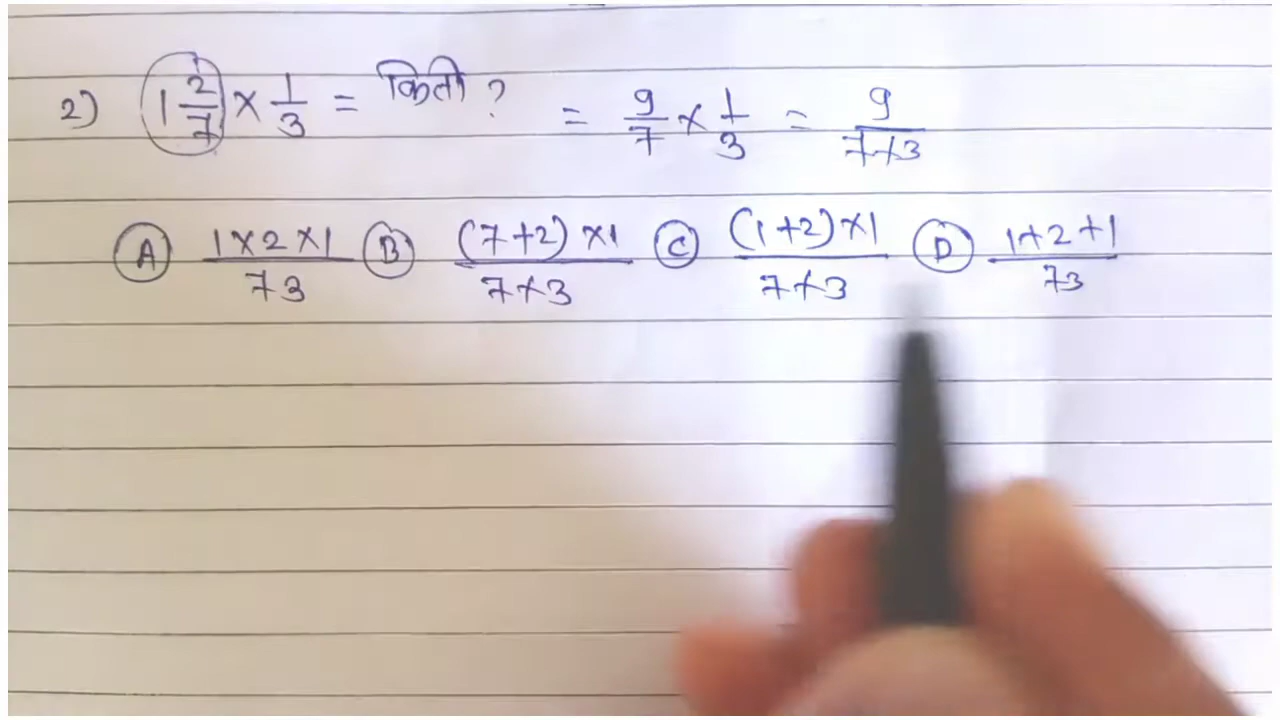 2) 1 2/7 × 1/3 = किती ? = 9/7 × 1/3 = 9/7×3
(A) 1×2×1/73 (B) (7+2)×1/7×3 (C) (1+2)×1/7×3 (D) 1+2+1/73